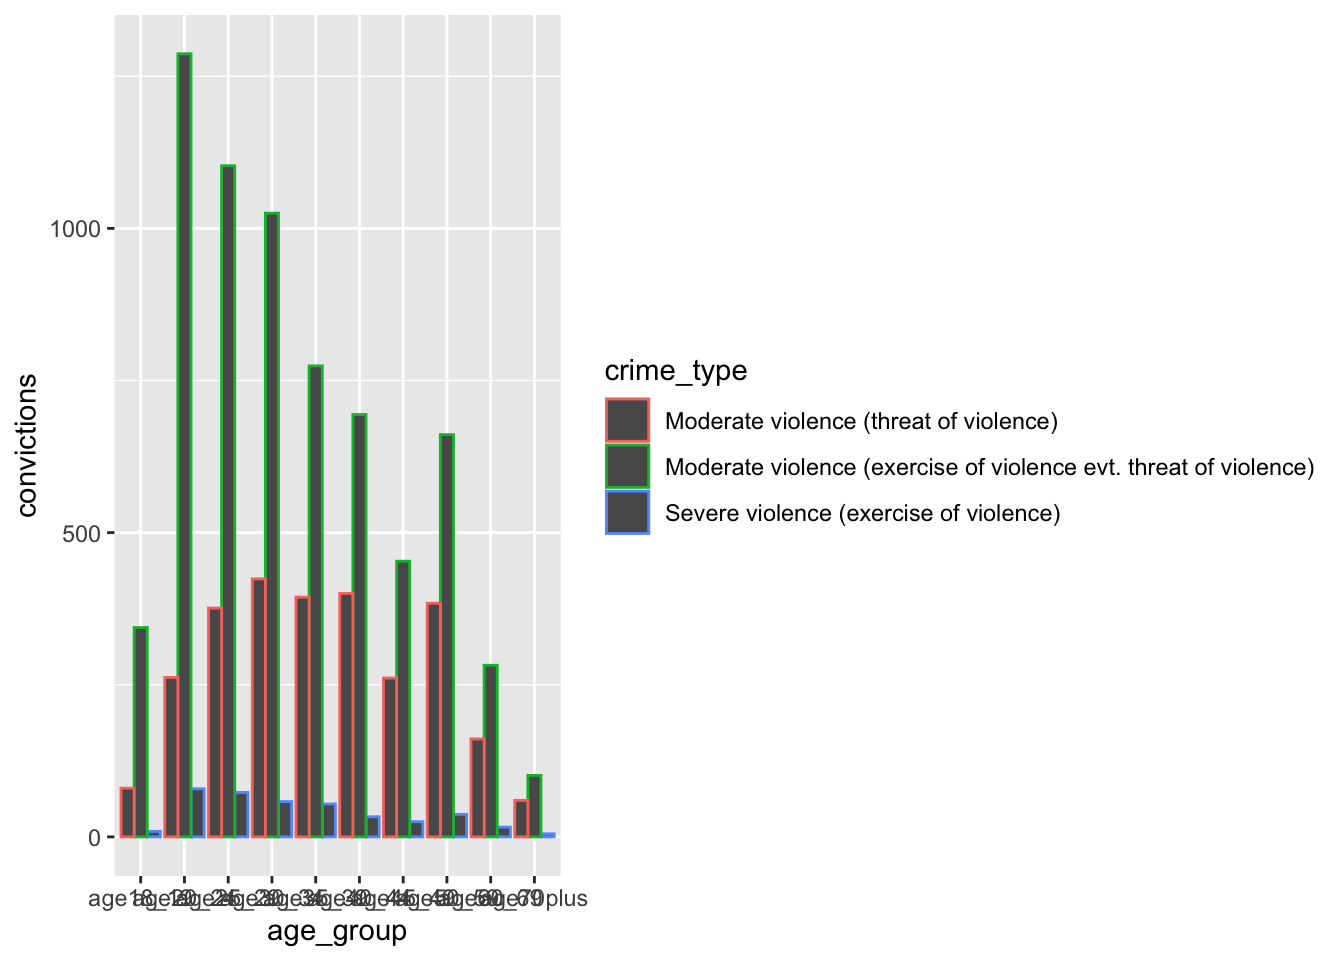 convictions
1000
500
0
age_group
crime_type
Moderate violence (threat of violence)
Moderate violence (exercise of violence evt. threat of violence)
Severe violence (exercise of violence)